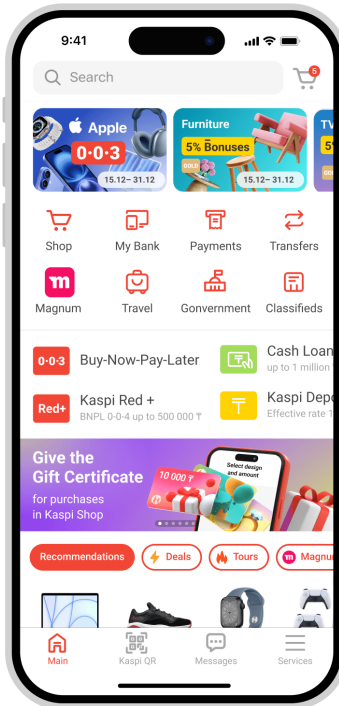 9:41
Search
5
Apple
0·0·3
15.12–31.12
Furniture
5% Bonuses
GOLD
15.12–31.12
TV
5
Shop
My Bank
Payments
Transfers
Magnum
Travel
Gonvernment
Classifieds
0·0·3
Buy-Now-Pay-Later
Cash Loan
up to 1 million
Red+
Kaspi Red +
BNPL 0-0-4 up to 500 000 ₸
₸
Kaspi Depo
Effective rate 1
Give the
Gift Certificate
for purchases
in Kaspi Shop
10 000 ₸
Select design
and amount
Recommendations
Deals
Tours
m
Magnu
Main
Kaspi QR
Messages
Services